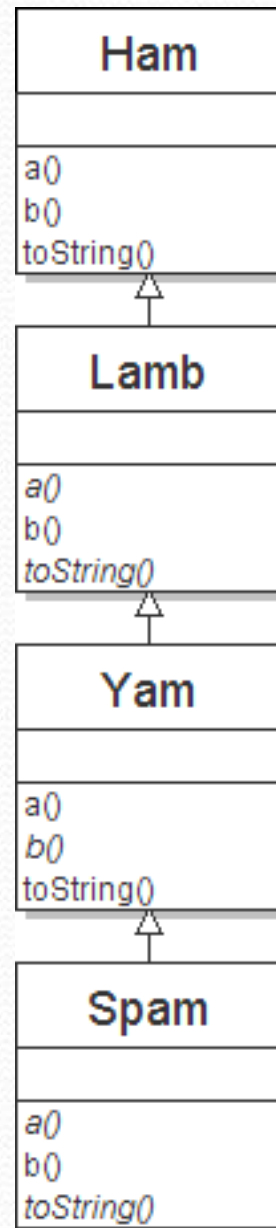 Ham
a()
b()
toString()
Lamb
a()
b()
toString()
Yam
a()
b()
toString()
Spam
a()
b()
toString()